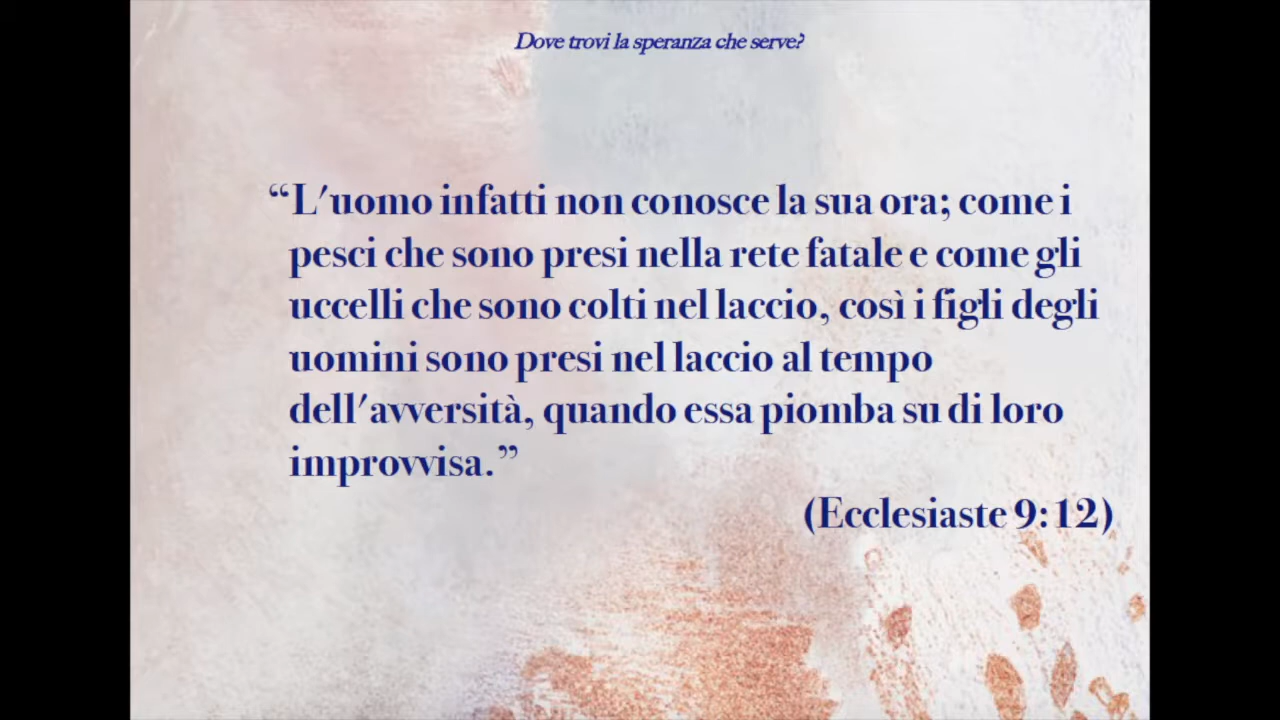 Dove trovi la speranza che serve?
“L'uomo infatti non conosce la sua ora; come i
pesci che sono presi nella rete fatale e come gli
uccelli che sono colti nel laccio, così i figli degli
uomini sono presi nel laccio al tempo
dell'avversità, quando essa piomba su di loro
improvvisa.”
(Ecclesiaste 9:12)